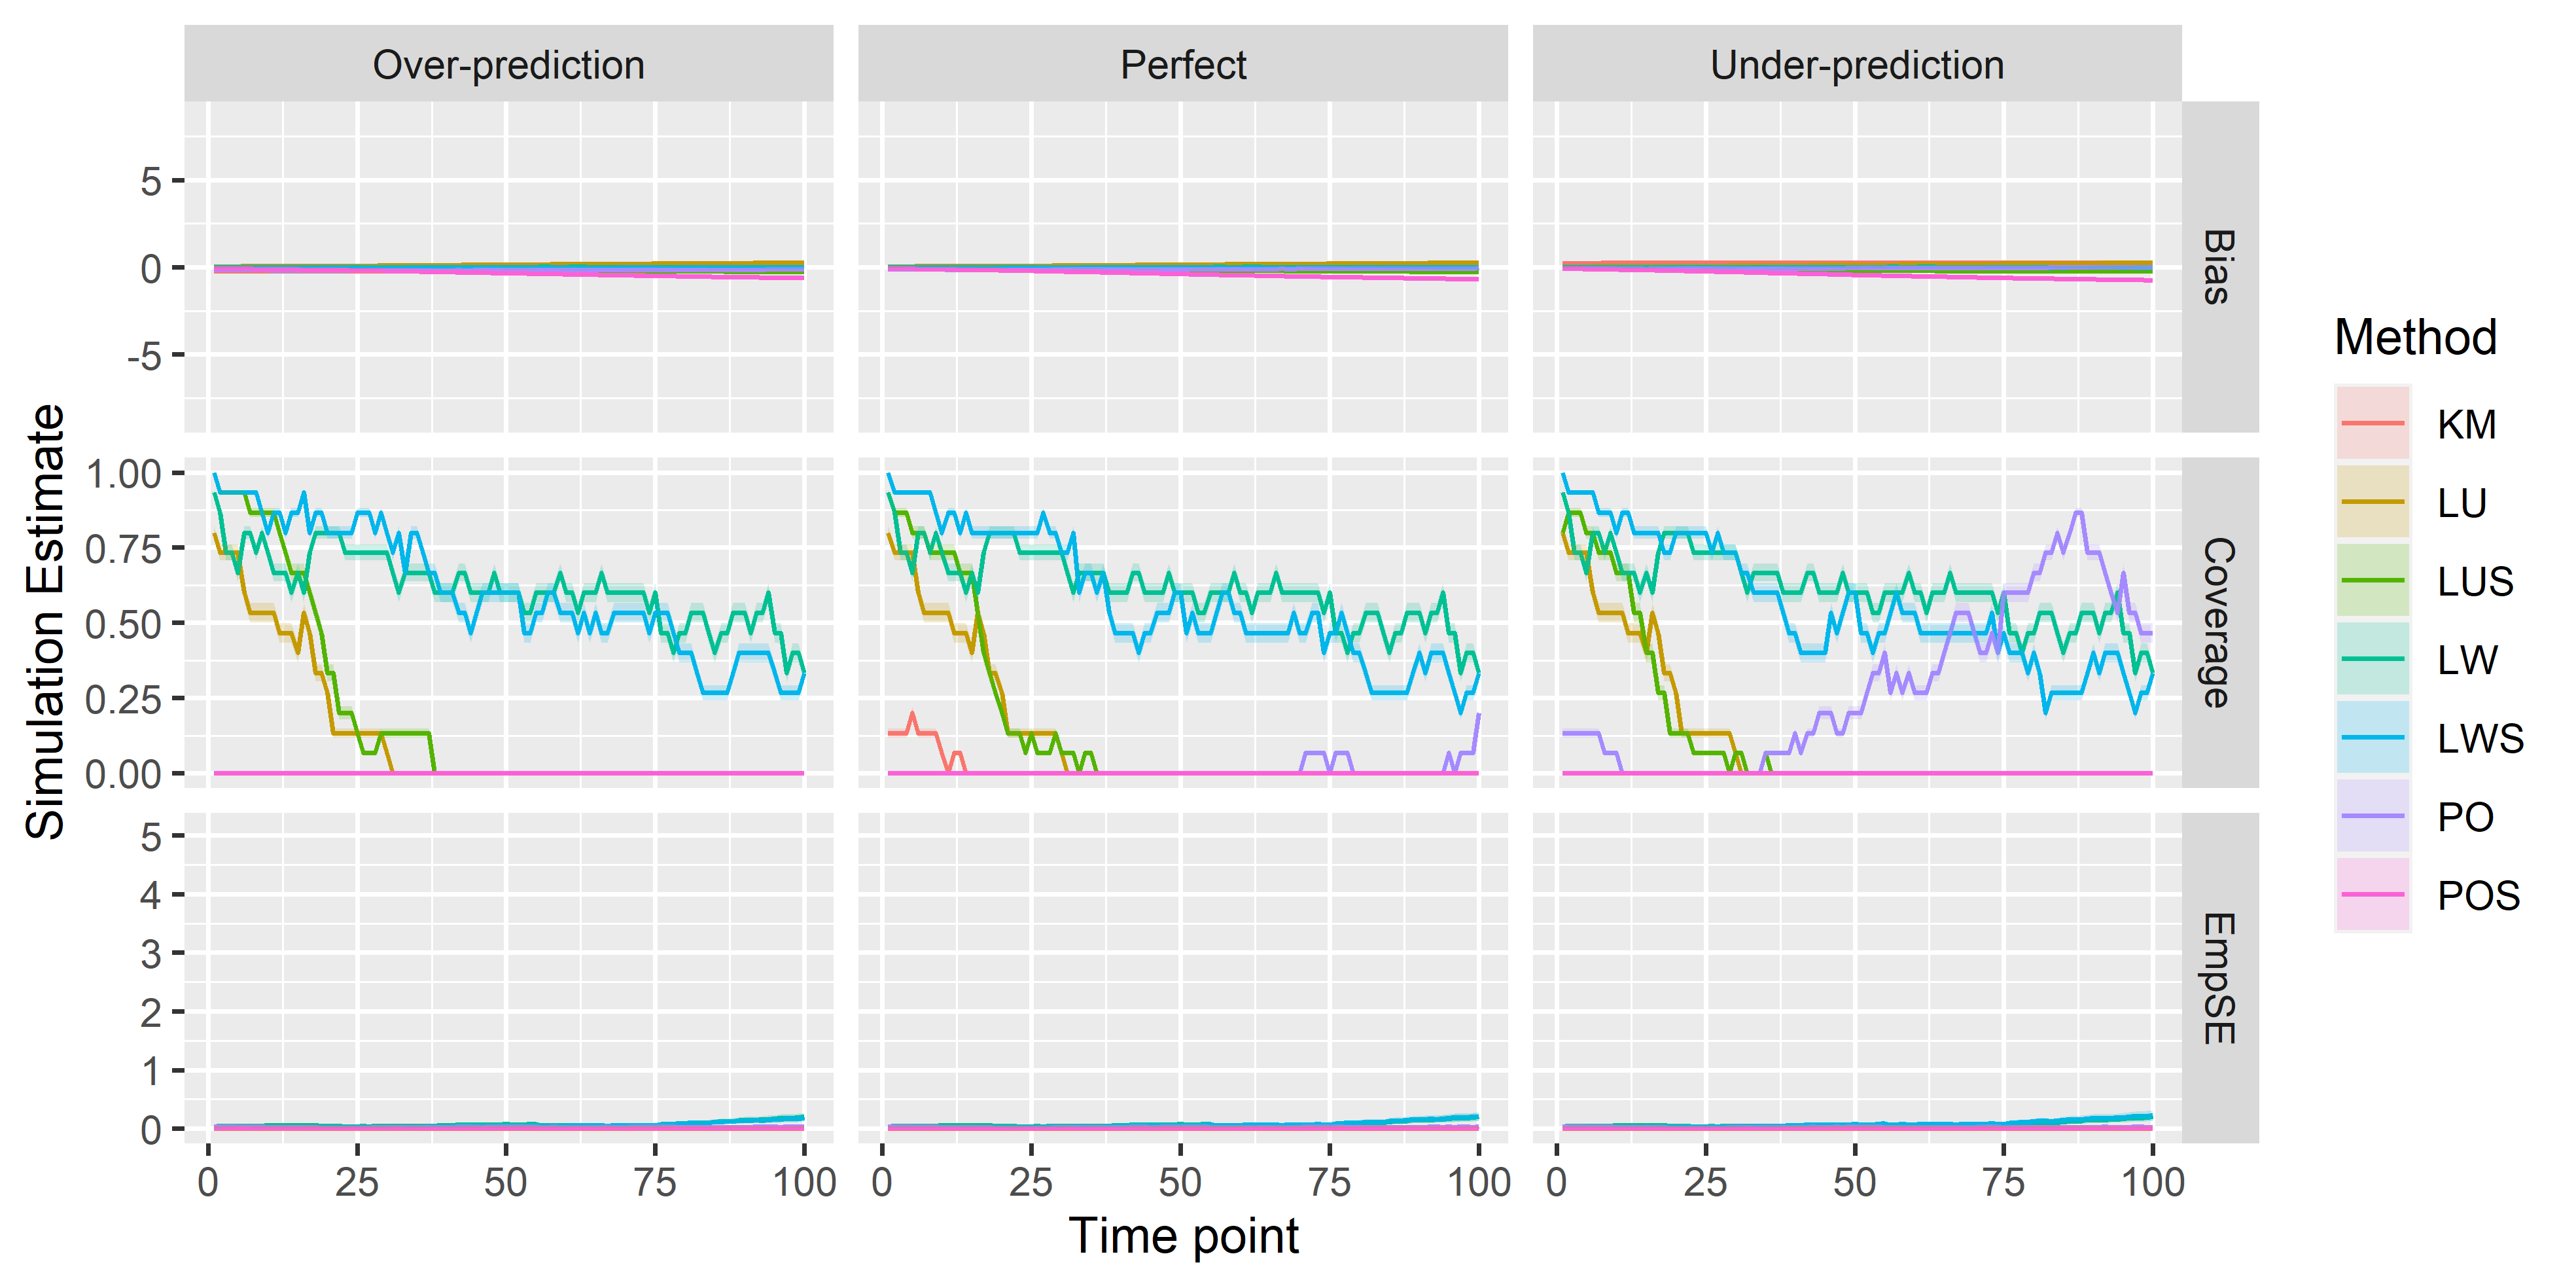 Over-prediction Perfect Under-prediction
5
0
-5
Bias
1.00
0.75
0.50
0.25
0.00
Coverage
5
4
3
2
1
0
EmpSE
0 25 50 75 100 0 25 50 75 100 0 25 50 75 100
Time point
Simulation Estimate
Method
KM
LU
LUS
LW
LWS
PO
POS